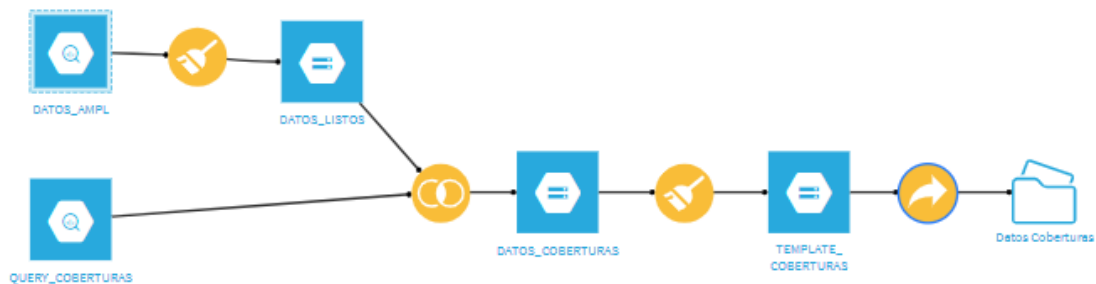 DATOS_AMPL
DATOS_LISTOS
QUERY_COBERTURAS
DATOS_COBERTURAS
TEMPLATE_
COBERTURAS
Datos Coberturas